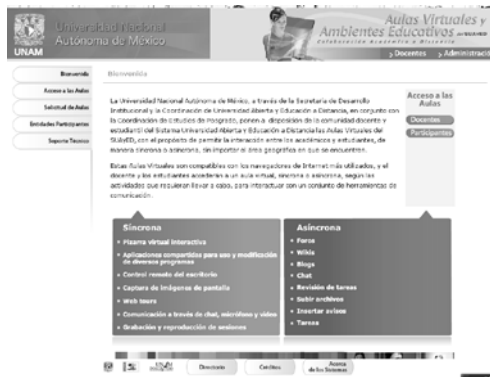 Universidad Nacional
Autónoma de México
UNAM
Aulas Virtuales y
Ambientes Educativos
Colaboración Académica a Distancia
> Docentes > Administració
Bienvenida
Acceso a las Aulas
Solicitud de Aulas
Entidades Participantes
Soporte Técnico
Bienvenida
La Universidad Nacional Autónoma de México, a través de la Secretaría de Desarrollo
Institucional y la Coordinación de Universidad Abierta y Educación a Distancia, en conjunto con
la Coordinación de Estudios de Posgrado, ponen a disposición de la comunidad docente y
estudiantil del Sistema Universidad Abierta y Educación a Distancia las Aulas Virtuales del
SUAyED, con el propósito de permitir la interacción entre los académicos y estudiantes, de
manera síncrona o asíncrona, sin importar el área geográfica en que se encuentren.
Estas Aulas Virtuales son compatibles con los navegadores de Internet más utilizados, y el
docente y los estudiantes accederán a un aula virtual, síncrona o asíncrona, según las
actividades que requieran llevar a cabo, para interactuar con un conjunto de herramientas de
comunicación.
Acceso a las
Aulas
Docentes
Participantes
Síncrona
Pizarra virtual interactiva
Aplicaciones compartidas para uso y modificación
de diversos programas
Control remoto del escritorio
Captura de imágenes de pantalla
Web tours
Comunicación a través de chat, micrófono y video
Grabación y reproducción de sesiones
Asíncrona
Foros
Wikis
Blogs
Chat
Revisión de tareas
Subir archivos
Insertar avisos
Tareas
Directorio
Créditos
Acerca
de los Sistemas